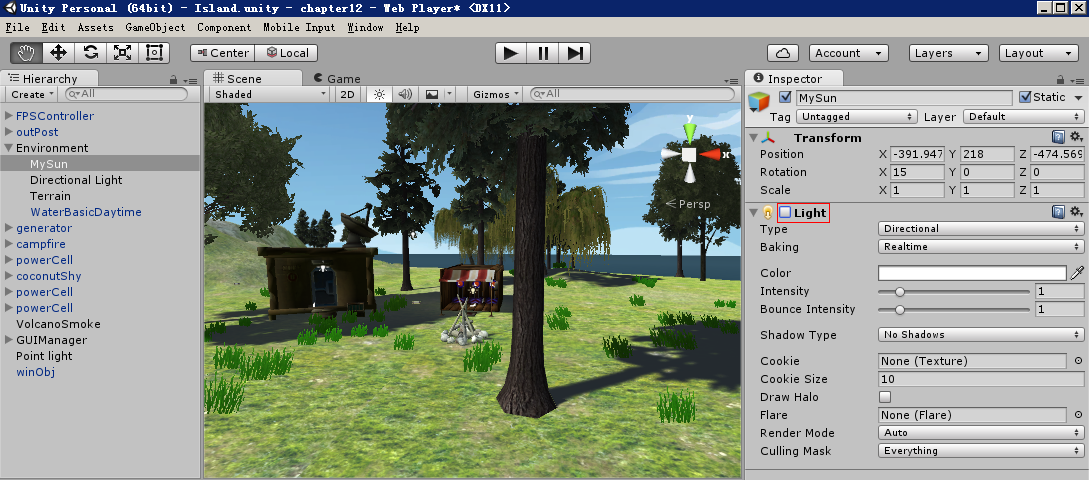 Unity Personal (64bit) - Island.unity - chapter12 - Web Player* <DX11>
File Edit Assets GameObject Component Mobile Input Window Help
Center Local Account Layers Layout
Hierarchy
Create All
FPSController
outPost
Environment
MySun
Directional Light
Terrain
WaterBasicDaytime
generator
campfire
powerCell
coconutShy
powerCell
powerCell
VolcanoSmoke
GUIManager
Point light
winObj
Scene Game
Shaded 2D Gizmos All
y
x
Persp
Inspector
MySun Static
Tag Untagged Layer Default
Transform
Position X -391.947 Y 218 Z -474.569
Rotation X 15 Y 0 Z 0
Scale X 1 Y 1 Z 1
Light
Type Directional
Baking Realtime
Color
Intensity 1
Bounce Intensity 1
Shadow Type No Shadows
Cookie None (Texture)
Cookie Size 10
Draw Halo
Flare None (Flare)
Render Mode Auto
Culling Mask Everything